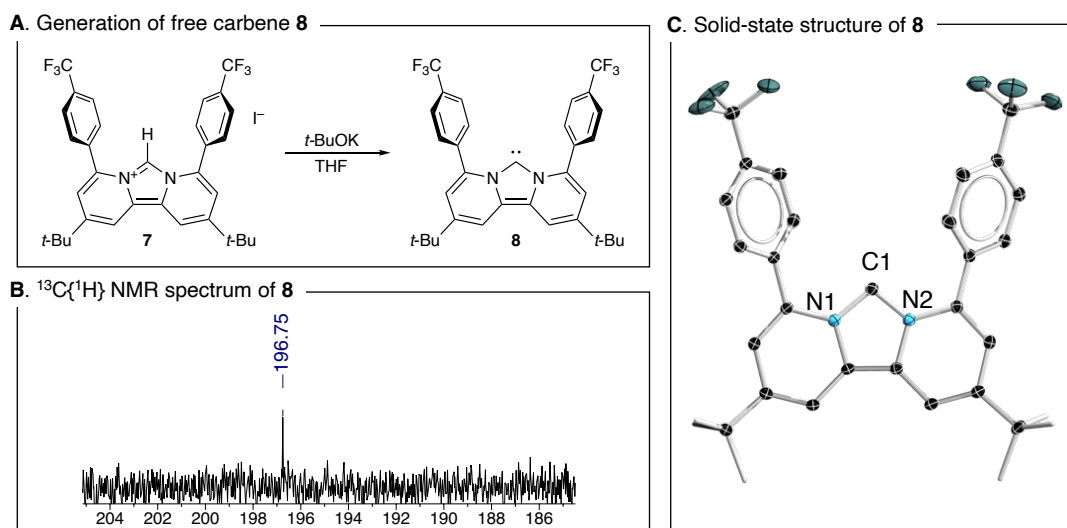 A. Generation of free carbene 8
F₃C CF₃
H
I⁻
N⁺ N
t-Bu t-Bu
7
t-BuOK
THF
F₃C CF₃
··
N N
t-Bu t-Bu
8
B. ¹³C{¹H} NMR spectrum of 8
196.75
204 202 200 198 196 194 192 190 188 186
C. Solid-state structure of 8
C1
N1 N2